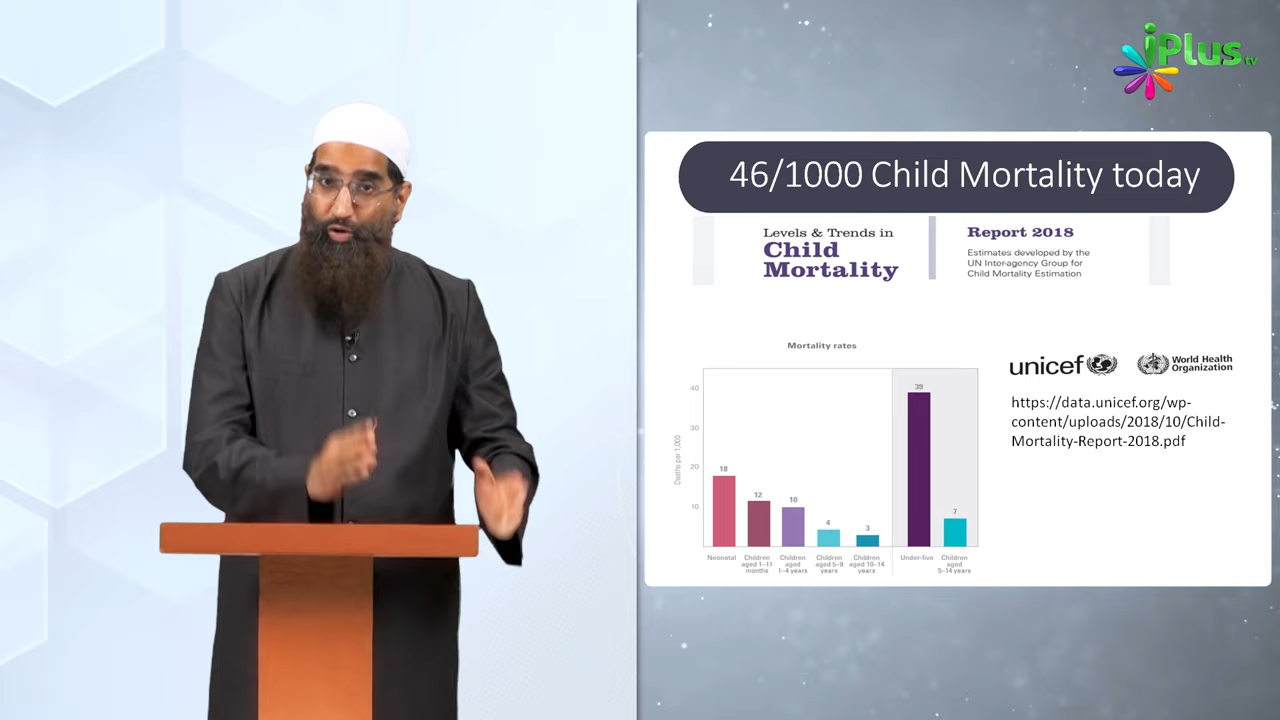 iPlus tv
46/1000 Child Mortality today
Levels & Trends in
Child
Mortality
Report 2018
Estimates developed by the
UN Inter-agency Group for
Child Mortality Estimation
Mortality rates
unicef
World Health
Organization
https://data.unicef.org/wp-
content/uploads/2018/10/Child-
Mortality-Report-2018.pdf
Deaths per 1,000
40
30
20
10
18
12
10
4
3
39
7
Neonatal
Children
aged 1–11
months
Children
aged
1–4 years
Children
aged 5–9
years
Children
aged 10–14
years
Under-five
Children
aged
5–14 years